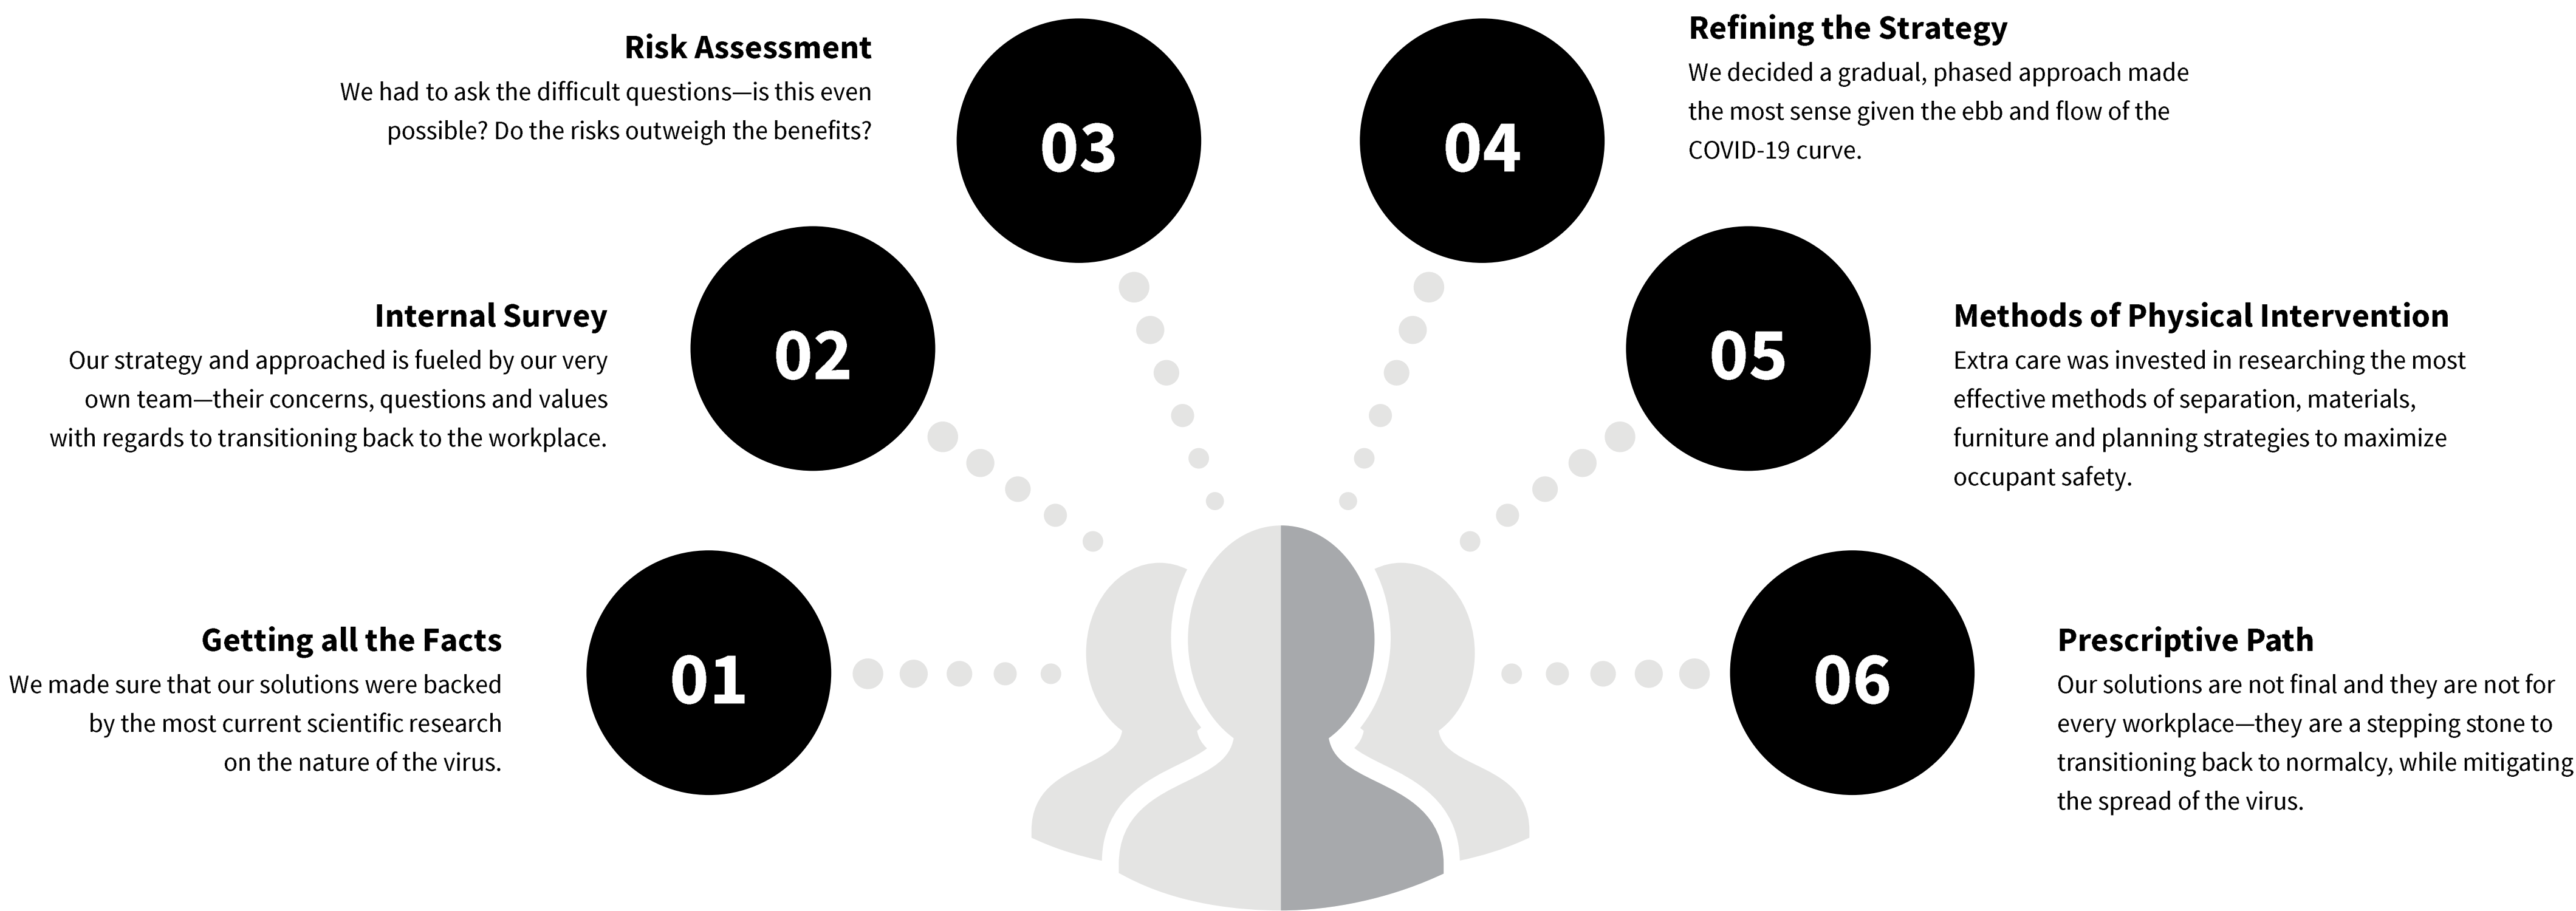 01
Getting all the Facts
We made sure that our solutions were backed
by the most current scientific research
on the nature of the virus.
02
Internal Survey
Our strategy and approached is fueled by our very
own team—their concerns, questions and values
with regards to transitioning back to the workplace.
03
Risk Assessment
We had to ask the difficult questions—is this even
possible? Do the risks outweigh the benefits?
04
Refining the Strategy
We decided a gradual, phased approach made
the most sense given the ebb and flow of the
COVID-19 curve.
05
Methods of Physical Intervention
Extra care was invested in researching the most
effective methods of separation, materials,
furniture and planning strategies to maximize
occupant safety.
06
Prescriptive Path
Our solutions are not final and they are not for
every workplace—they are a stepping stone to
transitioning back to normalcy, while mitigating
the spread of the virus.